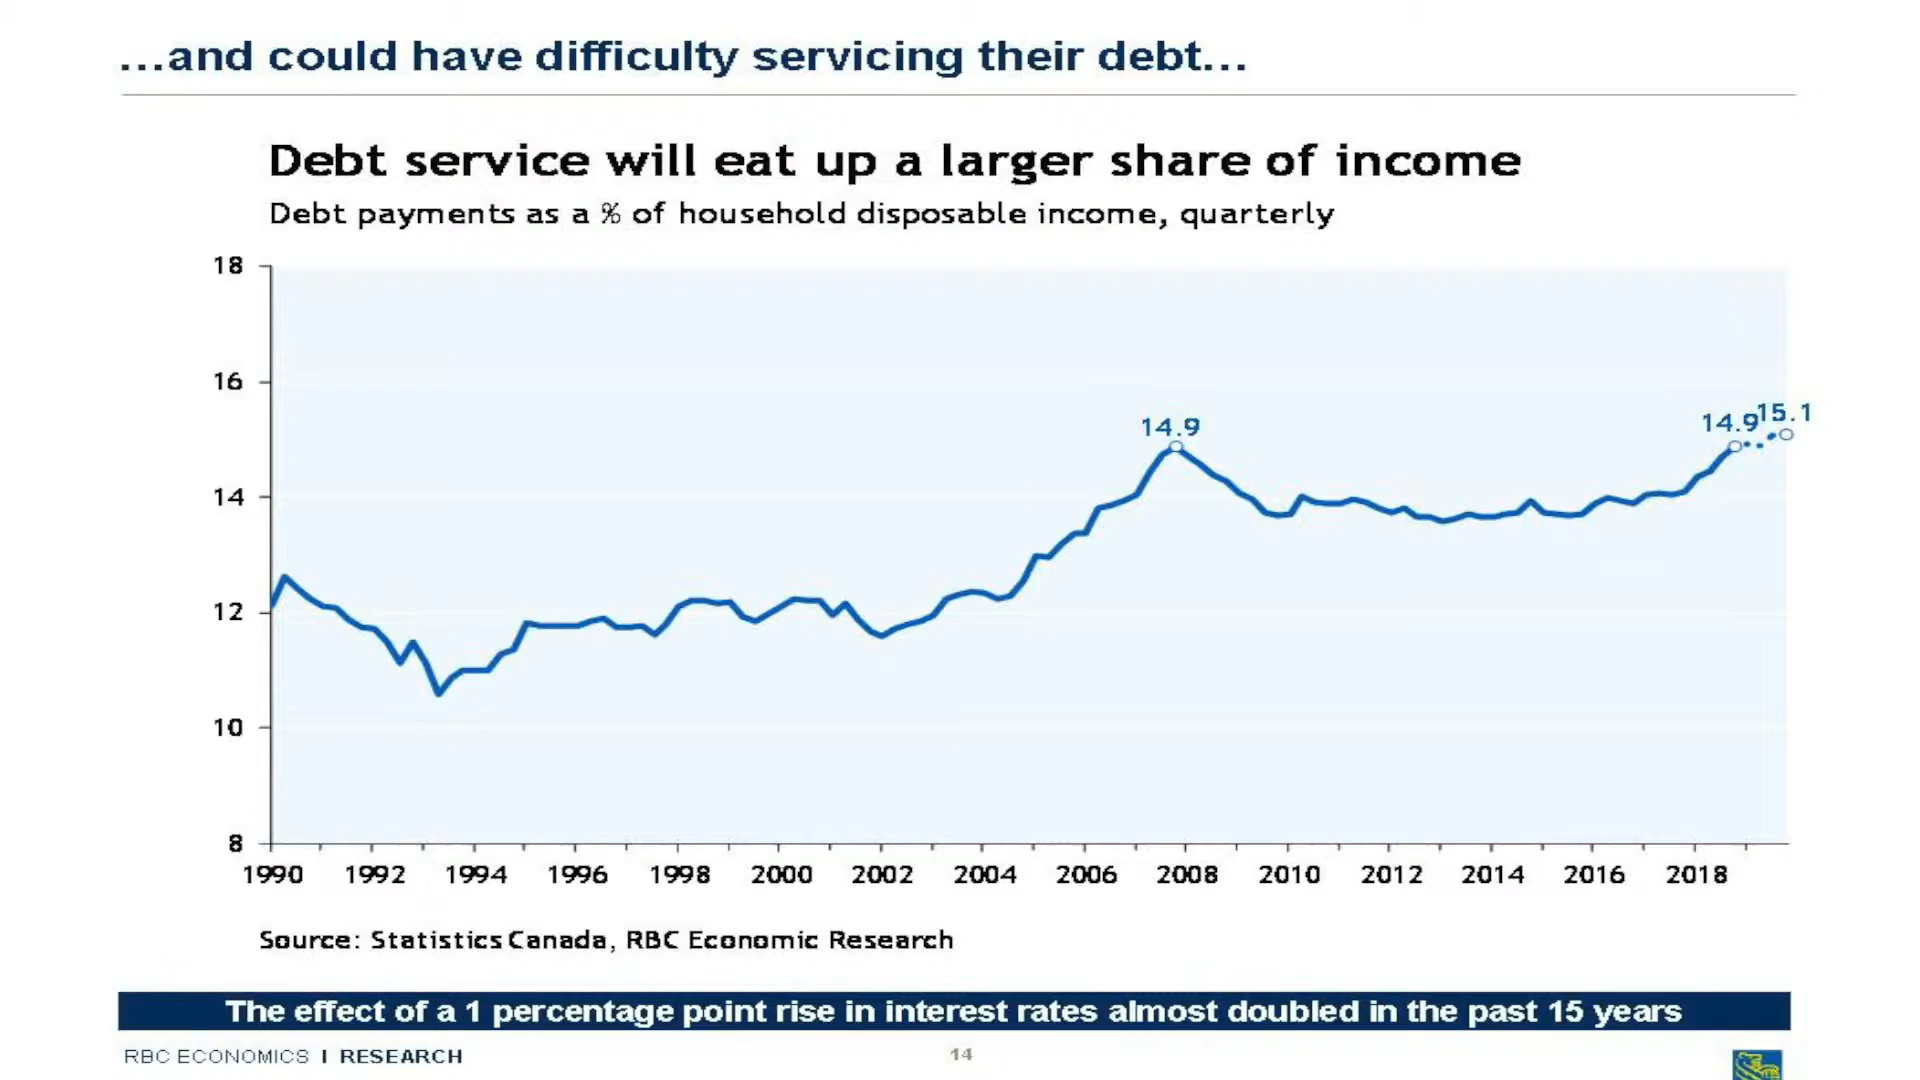 ...and could have difficulty servicing their debt...
Debt service will eat up a larger share of income
Debt payments as a % of household disposable income, quarterly
18
16
14
12
10
8
14.9
14.9
15.1
1990 1992 1994 1996 1998 2000 2002 2004 2006 2008 2010 2012 2014 2016 2018
Source: Statistics Canada, RBC Economic Research
The effect of a 1 percentage point rise in interest rates almost doubled in the past 15 years
RBC ECONOMICS I RESEARCH
14